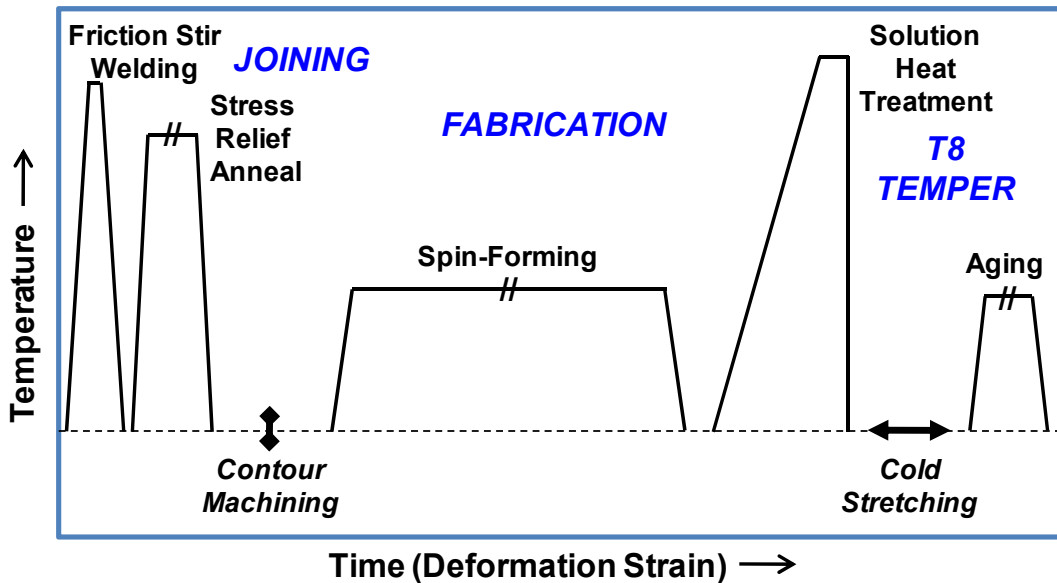 Friction Stir
Welding
JOINING
Stress
Relief
Anneal
FABRICATION
Solution
Heat
Treatment
T8
TEMPER
Spin-Forming
Aging
Temperature
Contour
Machining
Cold
Stretching
Time (Deformation Strain)